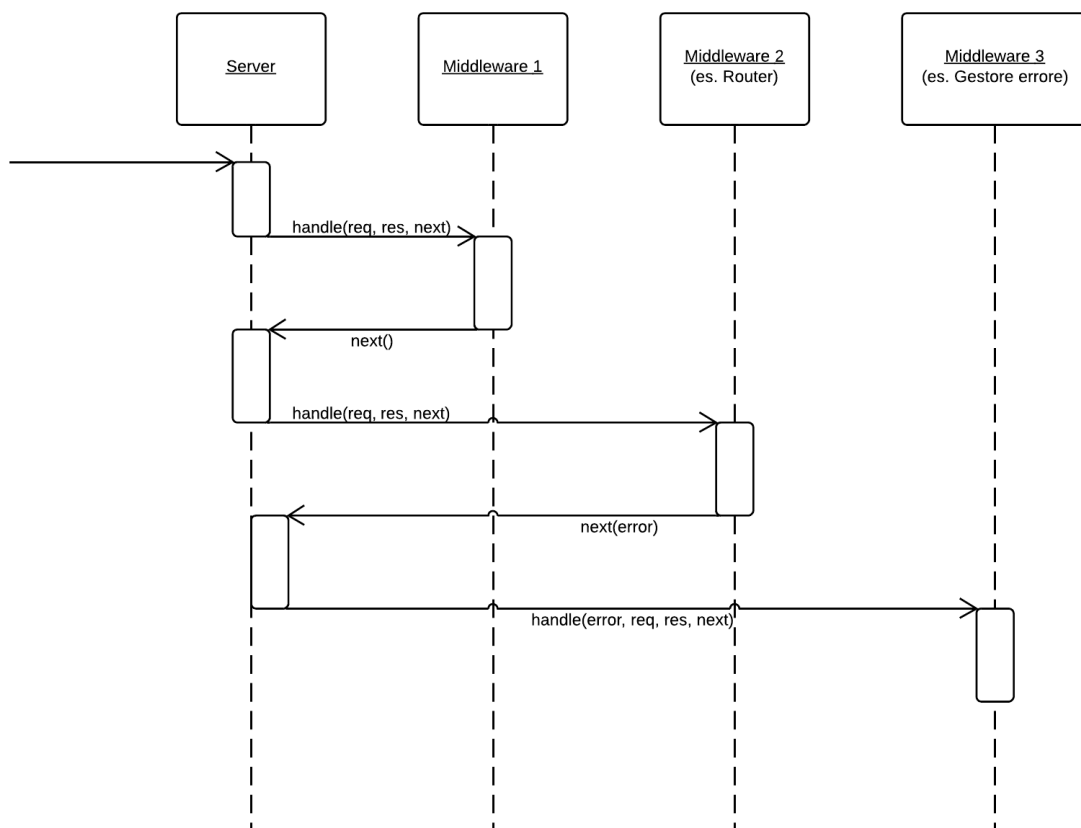 Server
Middleware 1
Middleware 2
(es. Router)
Middleware 3
(es. Gestore errore)
handle(req, res, next)
next()
handle(req, res, next)
next(error)
handle(error, req, res, next)